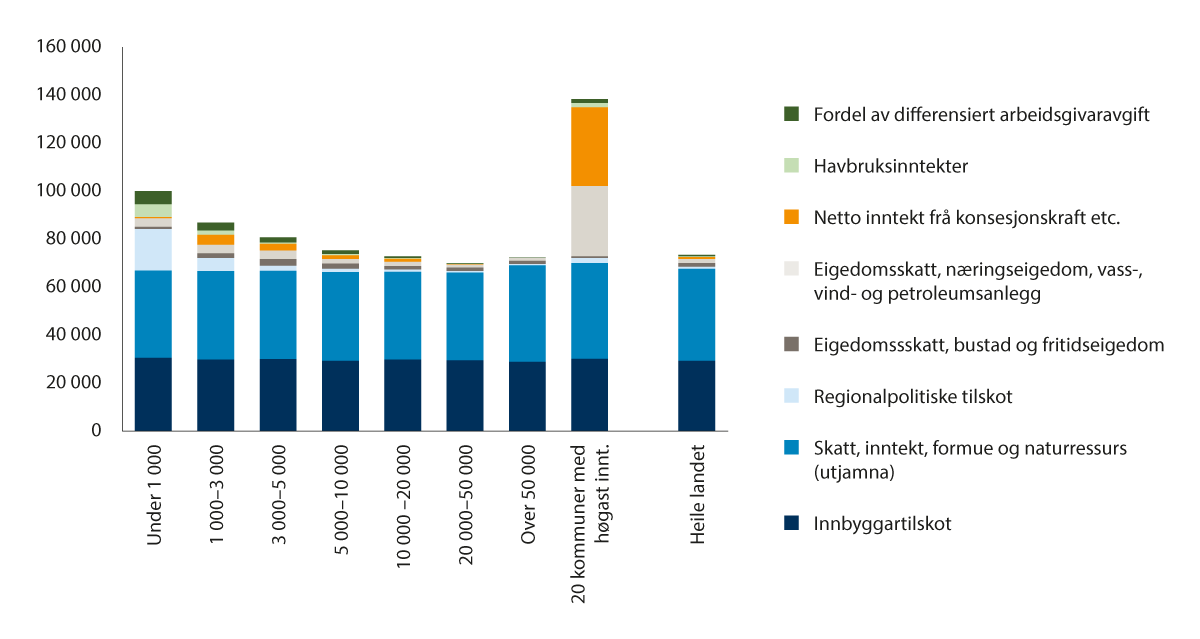 160 000
140 000
120 000
100 000
80 000
60 000
40 000
20 000
0
Under 1 000
1 000–3 000
3 000–5 000
5 000–10 000
10 000 –20 000
20 000–50 000
Over 50 000
20 kommuner med
høgast innt.
Heile landet
Fordel av differensiert arbeidsgivaravgift
Havbruksinntekter
Netto inntekt frå konsesjonskraft etc.
Eigedomsskatt, næringseigedom, vass-,
vind- og petroleumsanlegg
Eigedomssskatt, bustad og fritidseigedom
Regionalpolitiske tilskot
Skatt, inntekt, formue og naturressurs
(utjamna)
Innbyggartilskot